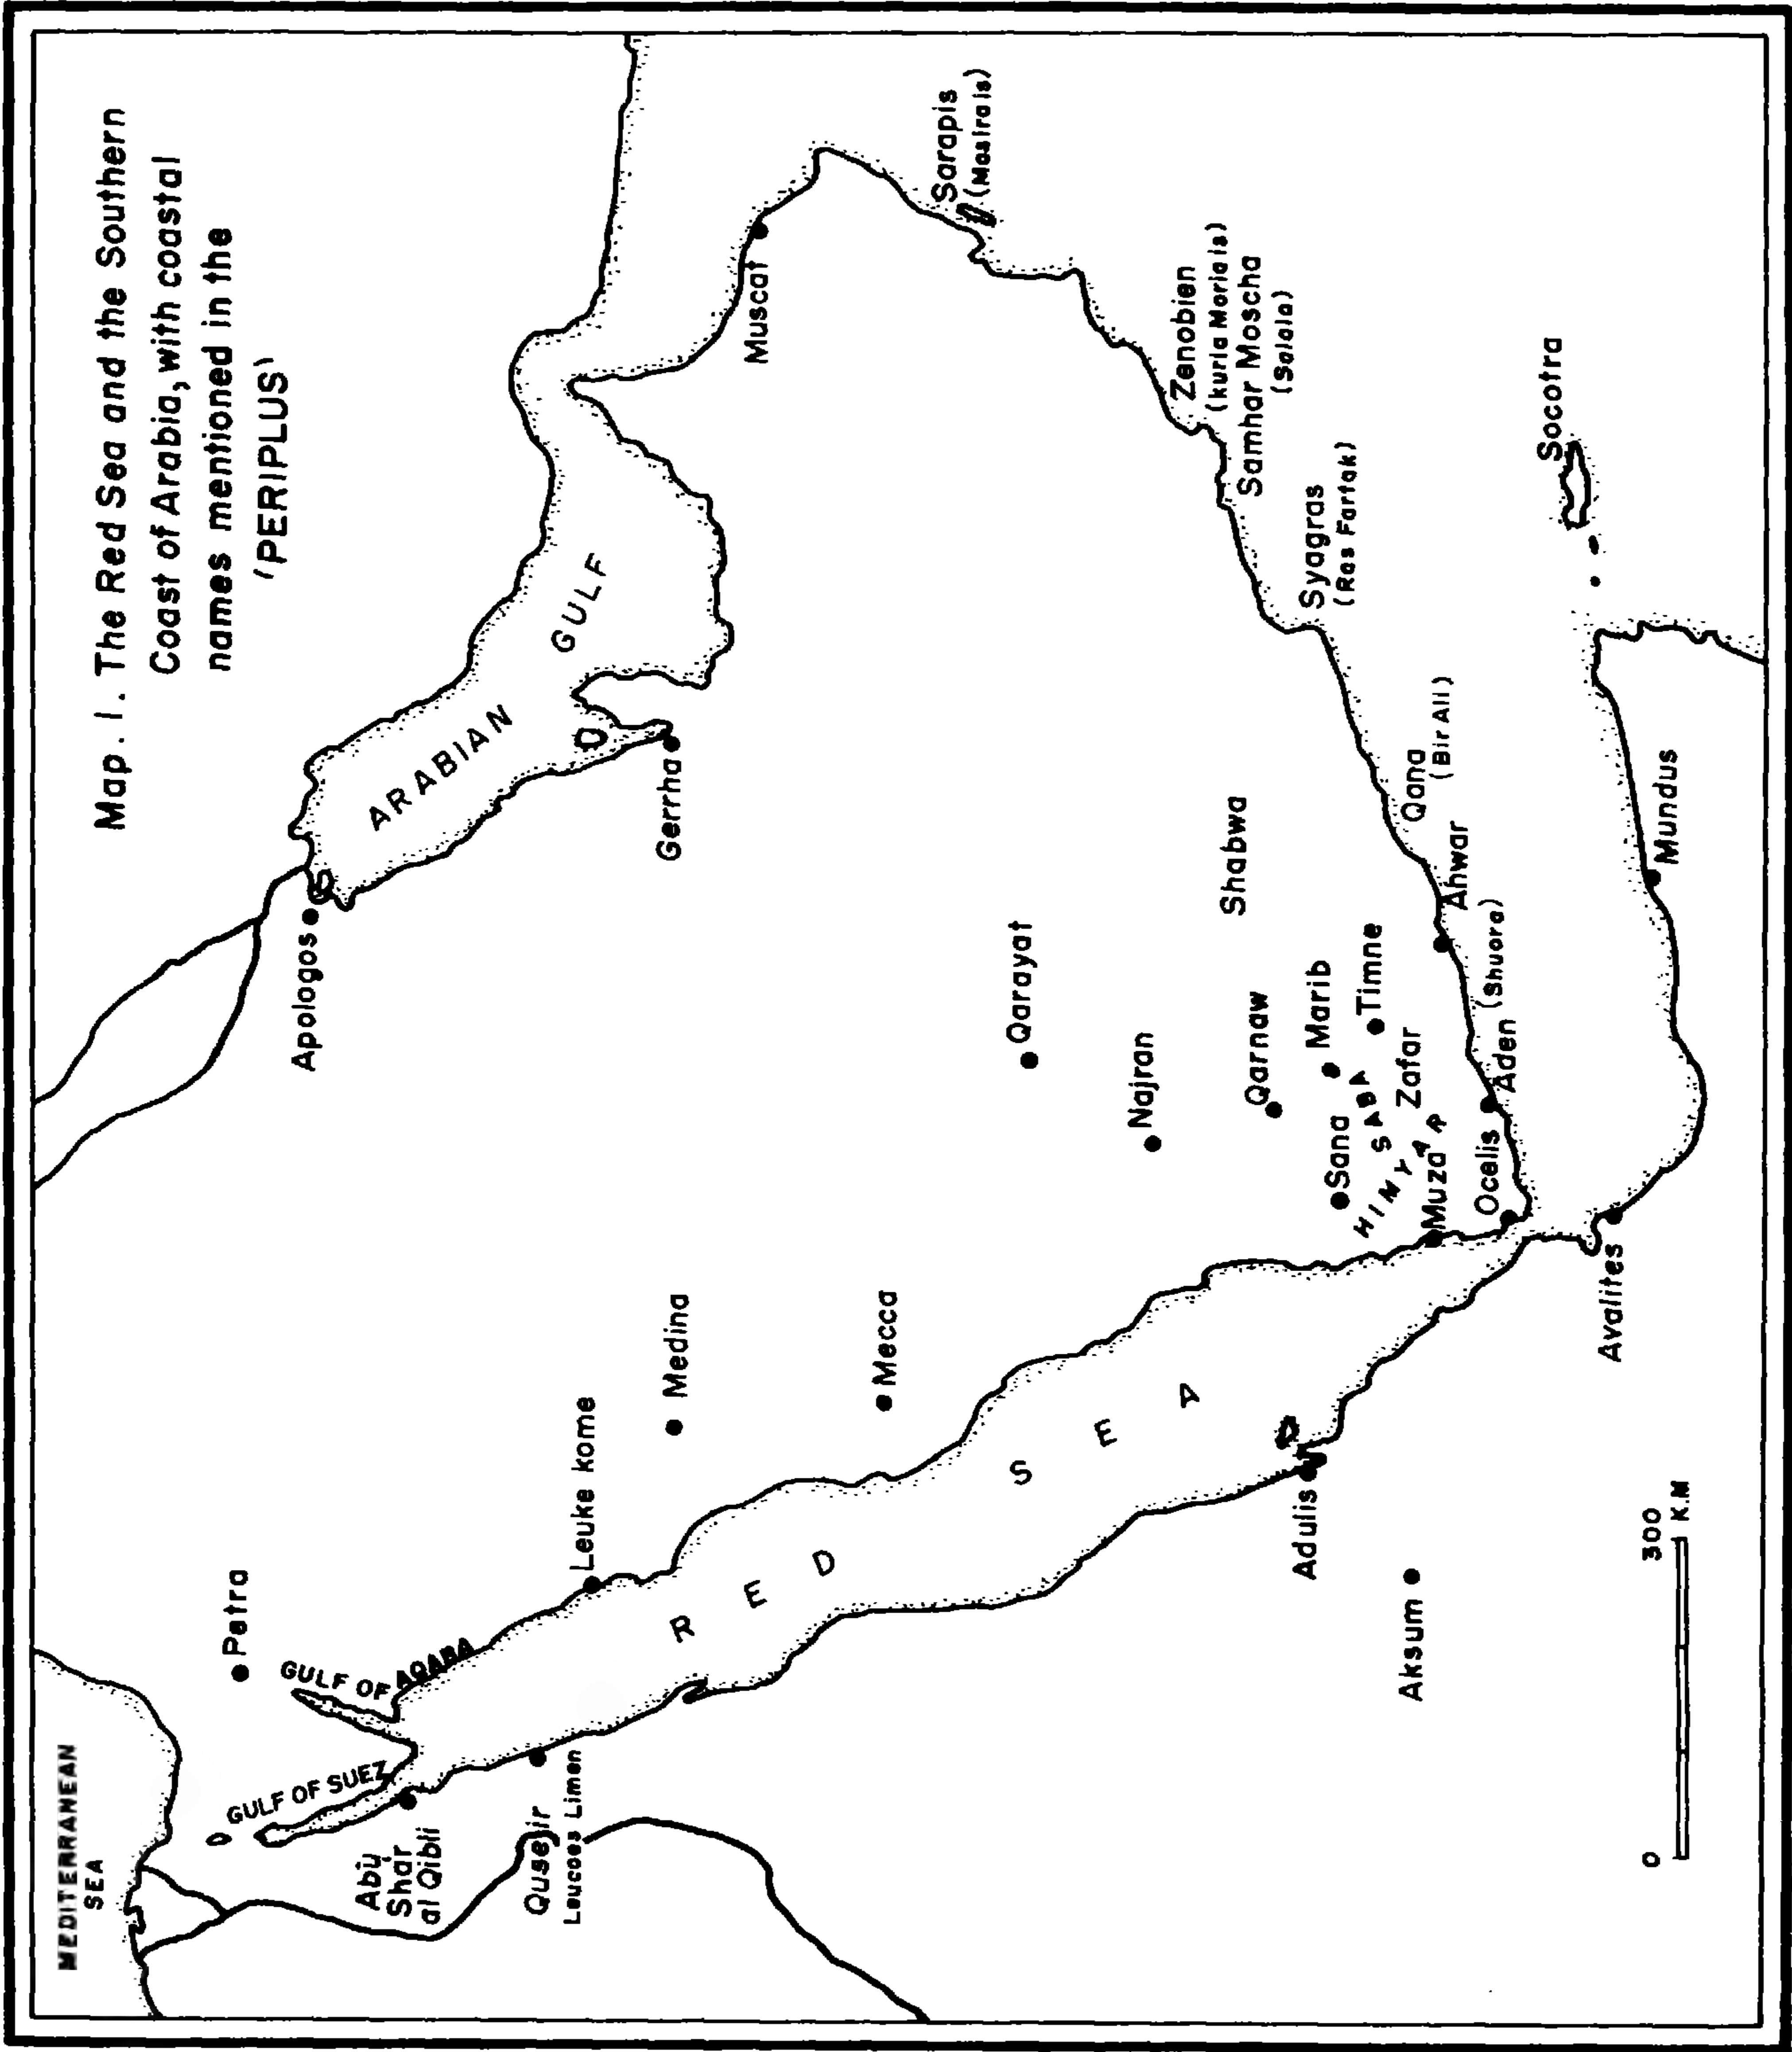 Map. 1. The Red Sea and the Southern
Coast of Arabia, with coastal
names mentioned in the
'PERIPLUS'
MEDITERRANEAN
SEA
GULF OF SUEZ
GULF OF AQABA
Petra
Abu
Shar
al Qibli
Quseir
Leucoes Limen
Leuke kome
Medina
Mecca
RED SEA
Apologos
ARABIAN GULF
Gerrha
Muscat
Sarapis
(Masira is)
Zenobien
(kuria Moria is)
Samhar Moscha
(Salala)
Syagras
(Ras Fartak)
Socotra
Qarayat
Najran
Qarnaw
Shabwa
Marib
Sana
SABA
Timne
HIMYAR
Zafar
Muza
Ocelis
Aden
(Shuora)
Ahwar
Qana
(Bir Ali)
Mundus
Avalites
Adulis
Aksum
0 300
K.M